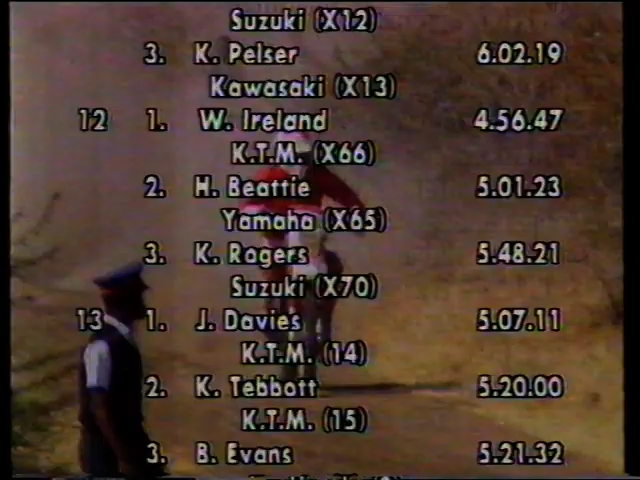 Suzuki (X12)
3. K. Pelser 6.02.19
Kawasaki (X13)
12 1. W. Ireland 4.56.47
K.T.M. (X66)
2. H. Beattie 5.01.23
Yamaha (X65)
3. K. Rogers 5.48.21
Suzuki (X70)
13 1. J. Davies 5.07.11
K.T.M. (14)
2. K. Tebbott 5.20.00
K.T.M. (15)
3. B. Evans 5.21.32